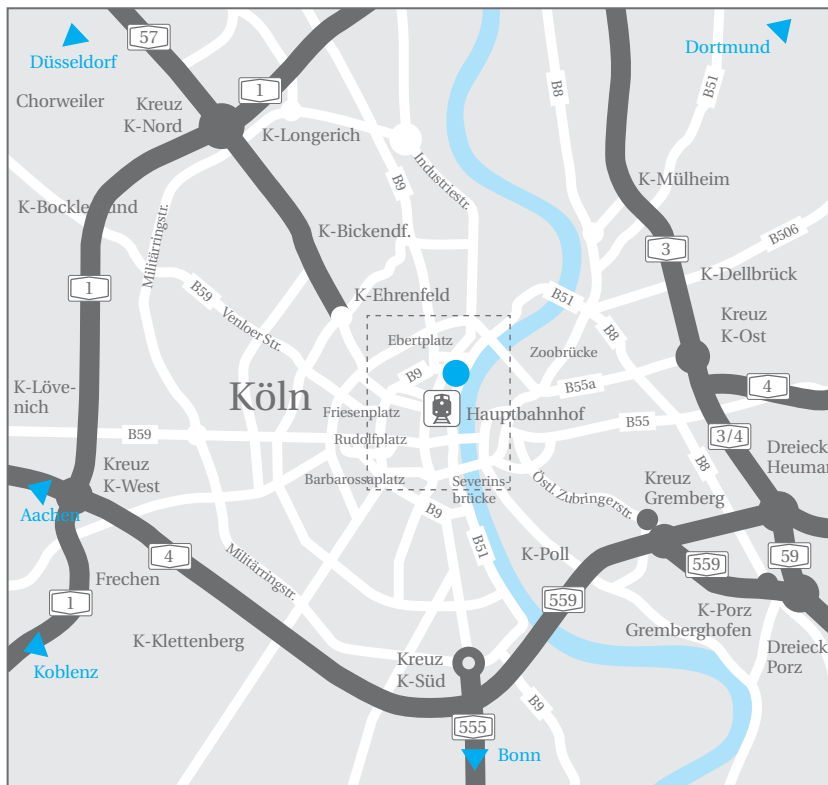 57
Düsseldorf
Dortmund
Chorweiler
Kreuz
K-Nord
1
B8
B51
K-Longerich
Industriestr.
B9
K-Mülheim
K-Bocklemünd
Militärringstr.
K-Bickendf.
B506
3
K-Dellbrück
1
B59
K-Ehrenfeld
B51
Kreuz
K-Ost
Venloer Str.
B8
Ebertplatz
Zoobrücke
B9
B55a
4
K-Löve-
nich
Köln
Friesenplatz
Hauptbahnhof
B55
B59
Rudolfplatz
3/4
Dreieck
Heumar
Kreuz
K-West
Barbarossaplatz
Severins-
brücke
B8
Kreuz
Gremberg
Östl. Zubringerstr.
Aachen
B9
B51
4
Militärringstr.
K-Poll
559
59
Frechen
1
559
K-Porz
Gremberghofen
K-Klettenberg
Dreieck
Porz
Koblenz
Kreuz
K-Süd
B9
555
Bonn